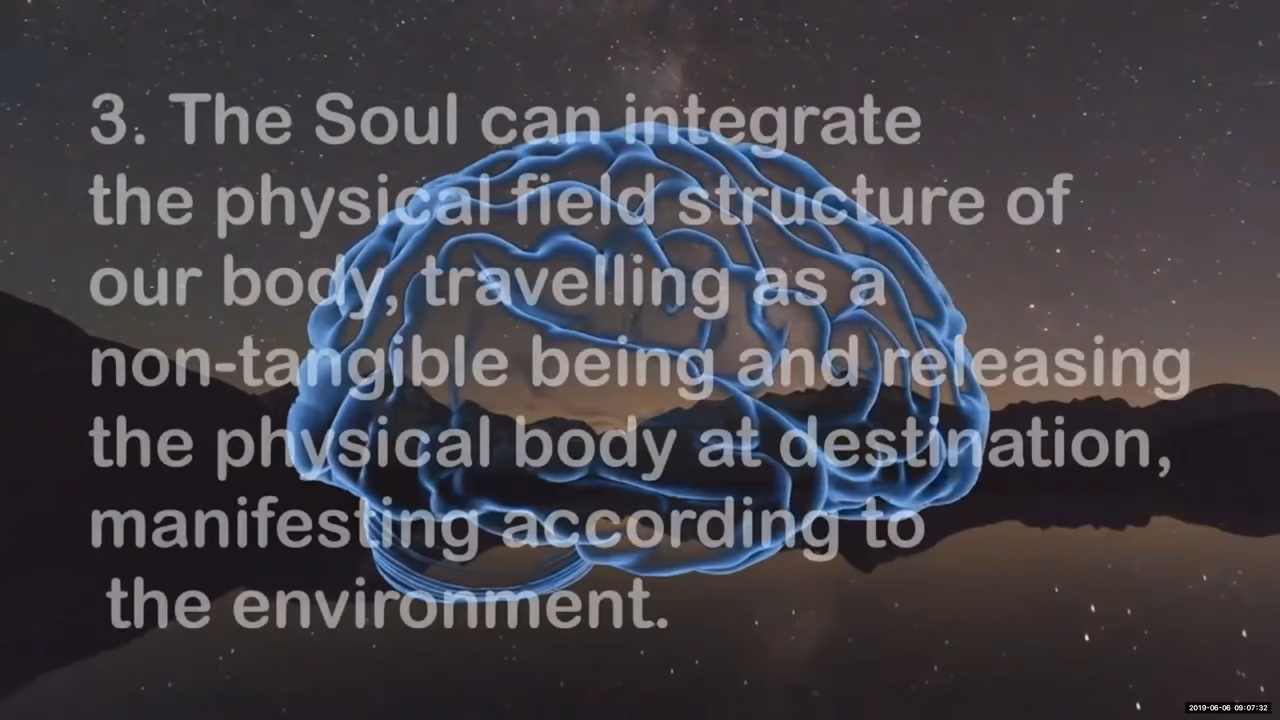 3. The Soul can integrate
the physical field structure of
our body, travelling as a
non-tangible being and releasing
the physical body at destination,
manifesting according to
the environment.
2019-06-06 09:07:32